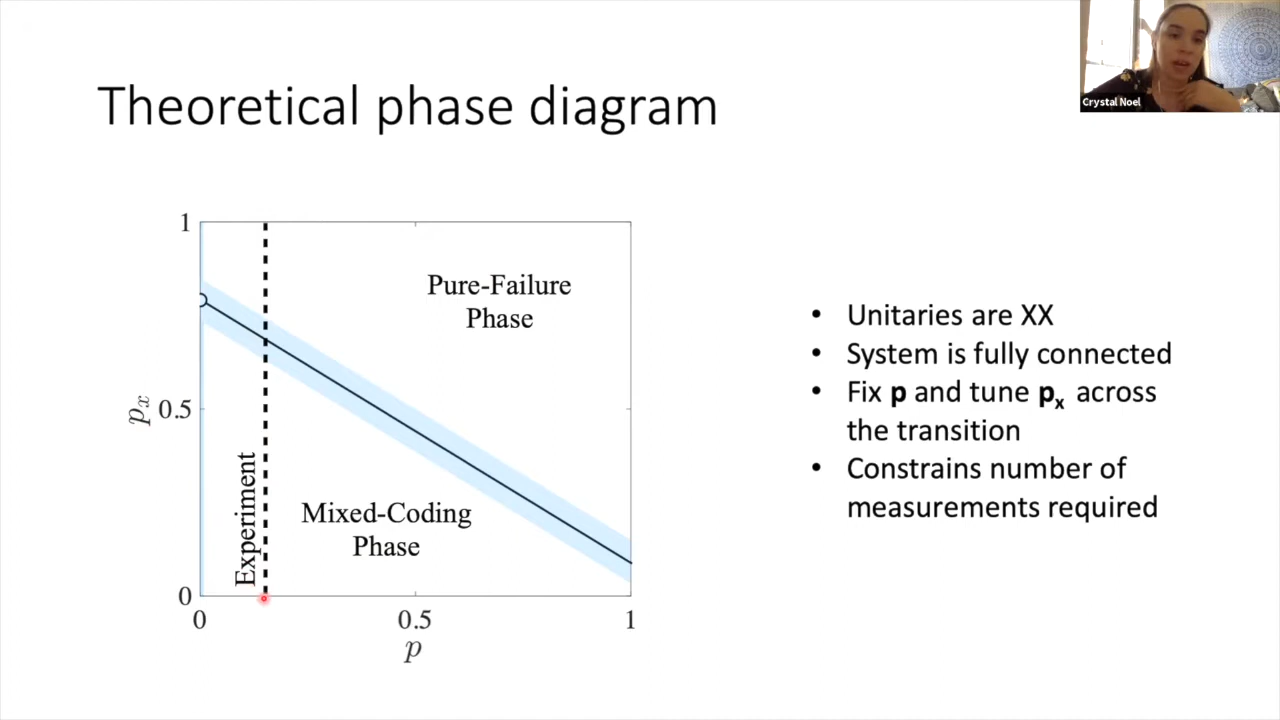 Crystal Noel
Theoretical phase diagram
1
0.5
0
pₓ
0
0.5
1
p
Experiment
Pure-Failure
Phase
Mixed-Coding
Phase
• Unitaries are XX
• System is fully connected
• Fix p and tune pₓ across
the transition
• Constrains number of
measurements required